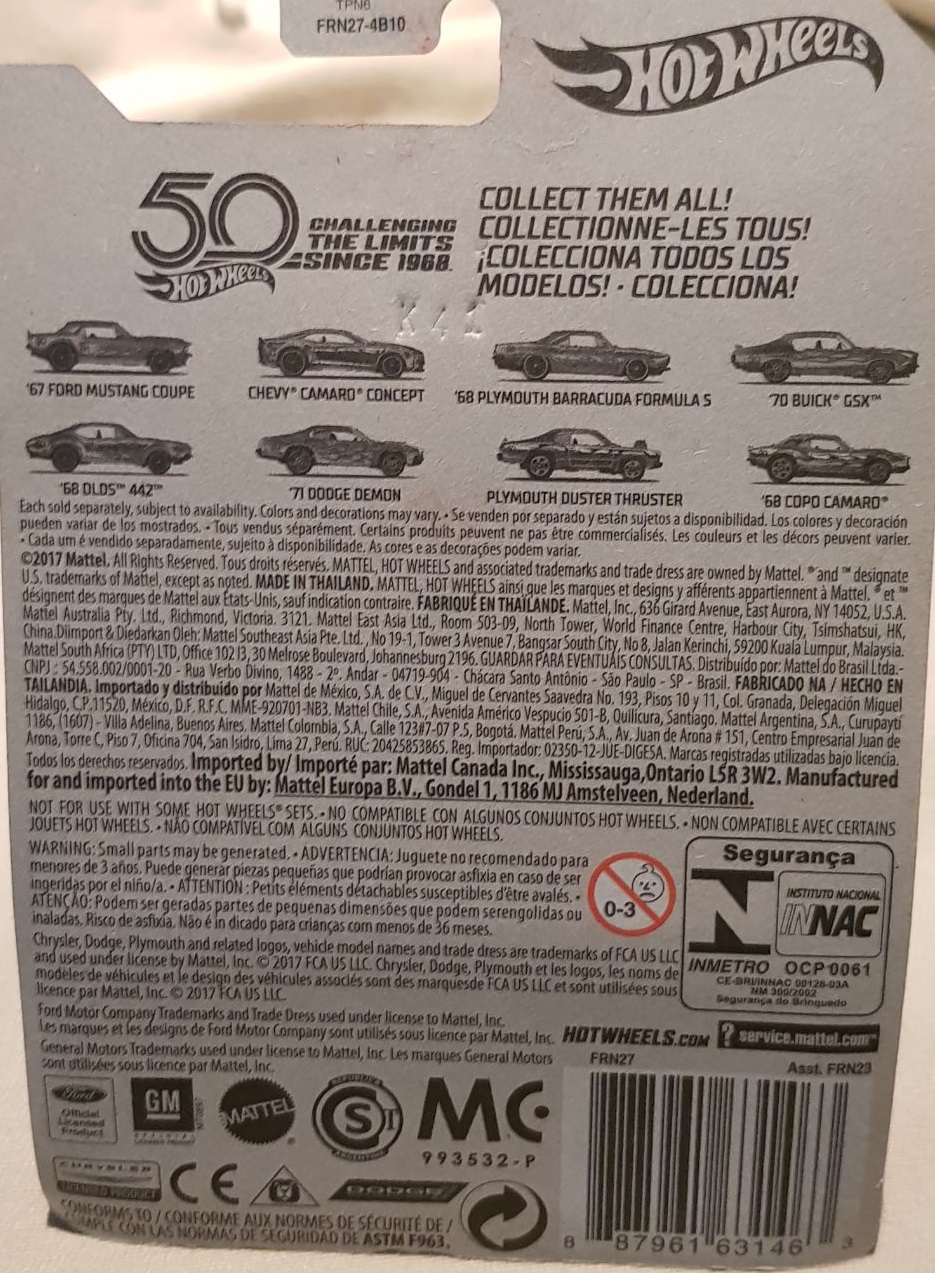 TPN6
FRN27-4B10
HOT WHEELS
50
HOT WHEELS
CHALLENGING
THE LIMITS
SINCE 1968.
COLLECT THEM ALL!
COLLECTIONNE-LES TOUS!
¡COLECCIONA TODOS LOS
MODELOS! · COLECCIONA!
K 4
'67 FORD MUSTANG COUPE
CHEVY® CAMARO® CONCEPT
'68 PLYMOUTH BARRACUDA FORMULA S
'70 BUICK® GSX™
'68 OLDS™ 442™
'71 DODGE DEMON
PLYMOUTH DUSTER THRUSTER
'68 COPO CAMARO®
Each sold separately, subject to availability. Colors and decorations may vary. • Se venden por separado y están sujetos a disponibilidad. Los colores y decoración
pueden variar de los mostrados. • Tous vendus séparément. Certains produits peuvent ne pas être commercialisés. Les couleurs et les décors peuvent varier.
• Cada um é vendido separadamente, sujeito à disponibilidade. As cores e as decorações podem variar.
©2017 Mattel. All Rights Reserved. Tous droits réservés. MATTEL, HOT WHEELS and associated trademarks and trade dress are owned by Mattel. ® and ™ designate
U.S. trademarks of Mattel, except as noted. MADE IN THAILAND. MATTEL, HOT WHEELS ainsi que les marques et designs y afférents appartiennent à Mattel. ® et ™
désignent des marques de Mattel aux États-Unis, sauf indication contraire. FABRIQUÉ EN THAÏLANDE. Mattel, Inc., 636 Girard Avenue, East Aurora, NY 14052, U.S.A.
Mattel Australia Pty. Ltd., Richmond, Victoria. 3121. Mattel East Asia Ltd., Room 503-09, North Tower, World Finance Centre, Harbour City, Tsimshatsui, HK,
China.Diimport & Diedarkan Oleh: Mattel Southeast Asia Pte. Ltd., No 19-1, Tower 3 Avenue 7, Bangsar South City, No 8, Jalan Kerinchi, 59200 Kuala Lumpur, Malaysia.
Mattel South Africa (PTY) LTD, Office 102 I3, 30 Melrose Boulevard, Johannesburg 2196. GUARDAR PARA EVENTUAIS CONSULTAS. Distribuído por: Mattel do Brasil Ltda.-
CNPJ : 54.558.002/0001-20 - Rua Verbo Divino, 1488 - 2º. Andar - 04719-904 - Chácara Santo Antônio - São Paulo - SP - Brasil. FABRICADO NA / HECHO EN
TAILANDIA. Importado y distribuido por Mattel de México, S.A. de C.V., Miguel de Cervantes Saavedra No. 193, Pisos 10 y 11, Col. Granada, Delegación Miguel
Hidalgo, C.P.11520, México, D.F. R.F.C. MME-920701-NB3. Mattel Chile, S.A., Avenida Américo Vespucio 501-B, Quilicura, Santiago. Mattel Argentina, S.A., Curupaytí
1186, (1607) - Villa Adelina, Buenos Aires. Mattel Colombia, S.A., Calle 123#7-07 P.5, Bogotá. Mattel Perú, S.A., Av. Juan de Arona # 151, Centro Empresarial Juan de
Arona, Torre C, Piso 7, Oficina 704, San Isidro, Lima 27, Perú. RUC: 20425853865. Reg. Importador: 02350-12-JUE-DIGESA. Marcas registradas utilizadas bajo licencia.
Todos los derechos reservados. Imported by/ Importé par: Mattel Canada Inc., Mississauga,Ontario L5R 3W2. Manufactured
for and imported into the EU by: Mattel Europa B.V., Gondel 1, 1186 MJ Amstelveen, Nederland.
NOT FOR USE WITH SOME HOT WHEELS® SETS. • NO COMPATIBLE CON ALGUNOS CONJUNTOS HOT WHEELS. • NON COMPATIBLE AVEC CERTAINS
JOUETS HOT WHEELS. • NÃO COMPATÍVEL COM ALGUNS CONJUNTOS HOT WHEELS.
WARNING: Small parts may be generated. • ADVERTENCIA: Juguete no recomendado para
menores de 3 años. Puede generar piezas pequeñas que podrían provocar asfixia en caso de ser
ingeridas por el niño/a. • ATTENTION : Petits éléments détachables susceptibles d'être avalés. •
ATENÇÃO: Podem ser geradas partes de pequenas dimensões que podem serengolidas ou
inaladas. Risco de asfixia. Não é in dicado para crianças com menos de 36 meses.
0-3
Segurança
INSTITUTO NACIONAL
INNAC
INMETRO OCP 0061
CE-BRI/INNAC 00128-03A
NM 300/2002
Segurança do Brinquedo
Chrysler, Dodge, Plymouth and related logos, vehicle model names and trade dress are trademarks of FCA US LLC
and used under license by Mattel, Inc. © 2017 FCA US LLC. Chrysler, Dodge, Plymouth et les logos, les noms de
modèles de véhicules et le design des véhicules associés sont des marquesde FCA US LLC et sont utilisées sous
licence par Mattel, Inc. © 2017 FCA US LLC.
Ford Motor Company Trademarks and Trade Dress used under license to Mattel, Inc.
Les marques et les designs de Ford Motor Company sont utilisés sous licence par Mattel, Inc.
General Motors Trademarks used under license to Mattel, Inc. Les marques General Motors
sont utilisées sous licence par Mattel, Inc.
HOTWHEELS.COM
? service.mattel.com™
FRN27
Asst. FRN23
Ford
Official
Licensed
Product
GM
MATTEL
S
ARGENTINA
MC
993532-P
CHRYSLER
LICENSED PRODUCT
CE
DODGE
CONFORMS TO / CONFORME AUX NORMES DE SÉCURITÉ DE /
CUMPLE CON LAS NORMAS DE SEGURIDAD DE ASTM F963.
8 87961 63146 3